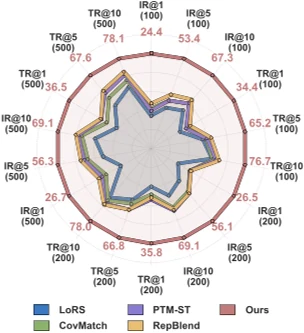 IR@1
(100)
24.4
IR@5
(100)
53.4
IR@10
(100)
67.3
TR@1
(100)
34.4
TR@5
(100)
65.2
TR@10
(100)
76.7
IR@1
(200)
26.5
IR@5
(200)
56.1
IR@10
(200)
69.1
TR@1
(200)
35.8
TR@5
(200)
66.8
TR@10
(200)
78.0
IR@1
(500)
26.7
IR@5
(500)
56.3
IR@10
(500)
69.1
TR@1
(500)
36.5
TR@5
(500)
67.6
TR@10
(500)
78.1
LoRS
PTM-ST
Ours
CovMatch
RepBlend